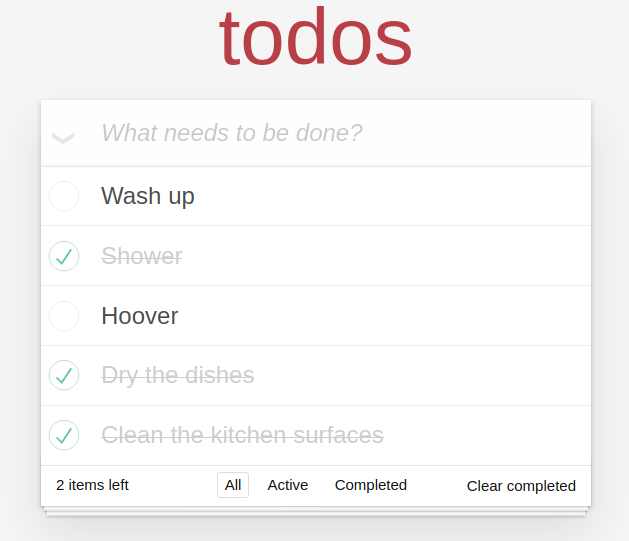 todos
What needs to be done?
Wash up
Shower
Hoover
Dry the dishes
Clean the kitchen surfaces
2 items left All Active Completed Clear completed